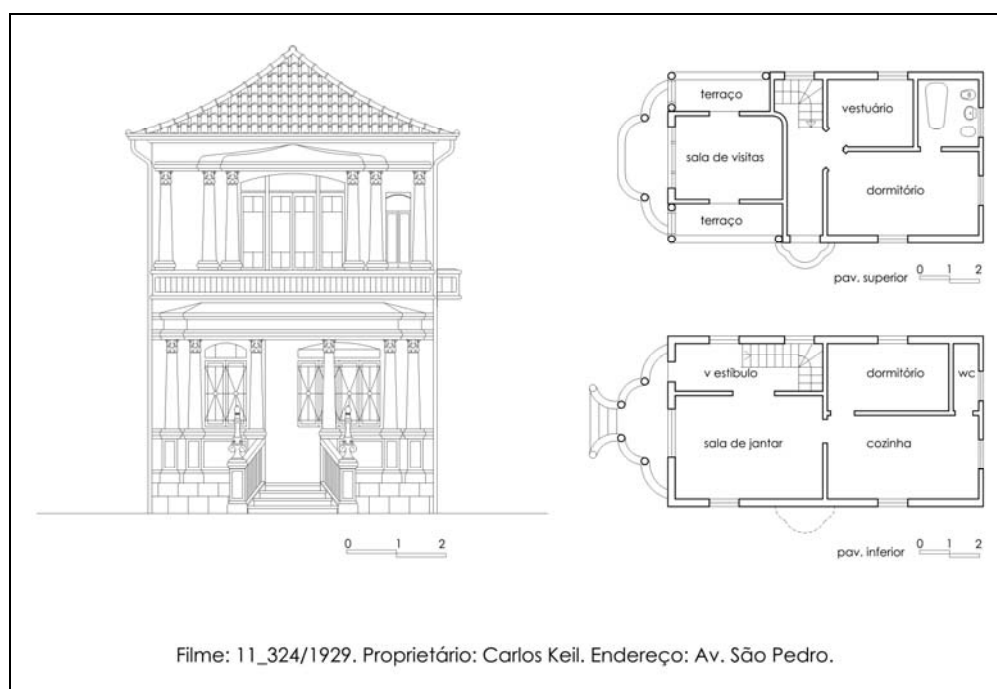 terraço
vestuário
sala de visitas
dormitório
terraço
pav. superior
0 1 2
v estíbulo
dormitório
wc
sala de jantar
cozinha
pav. inferior
0 1 2
0 1 2
Filme: 11_324/1929. Proprietário: Carlos Keil. Endereço: Av. São Pedro.